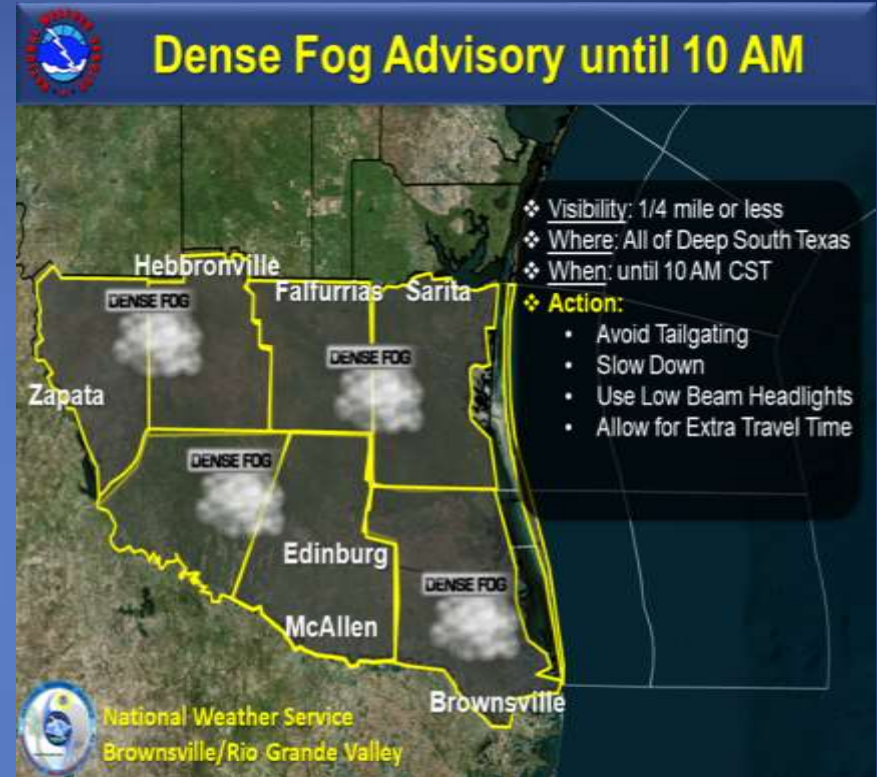 Dense Fog Advisory until 10 AM
❖ Visibility: 1/4 mile or less
❖ Where: All of Deep South Texas
❖ When: until 10 AM CST
❖ Action:
• Avoid Tailgating
• Slow Down
• Use Low Beam Headlights
• Allow for Extra Travel Time
Hebbronville
DENSE FOG
Falfurrias
Sarita
DENSE FOG
Zapata
DENSE FOG
Edinburg
DENSE FOG
McAllen
Brownsville
National Weather Service
Brownsville/Rio Grande Valley